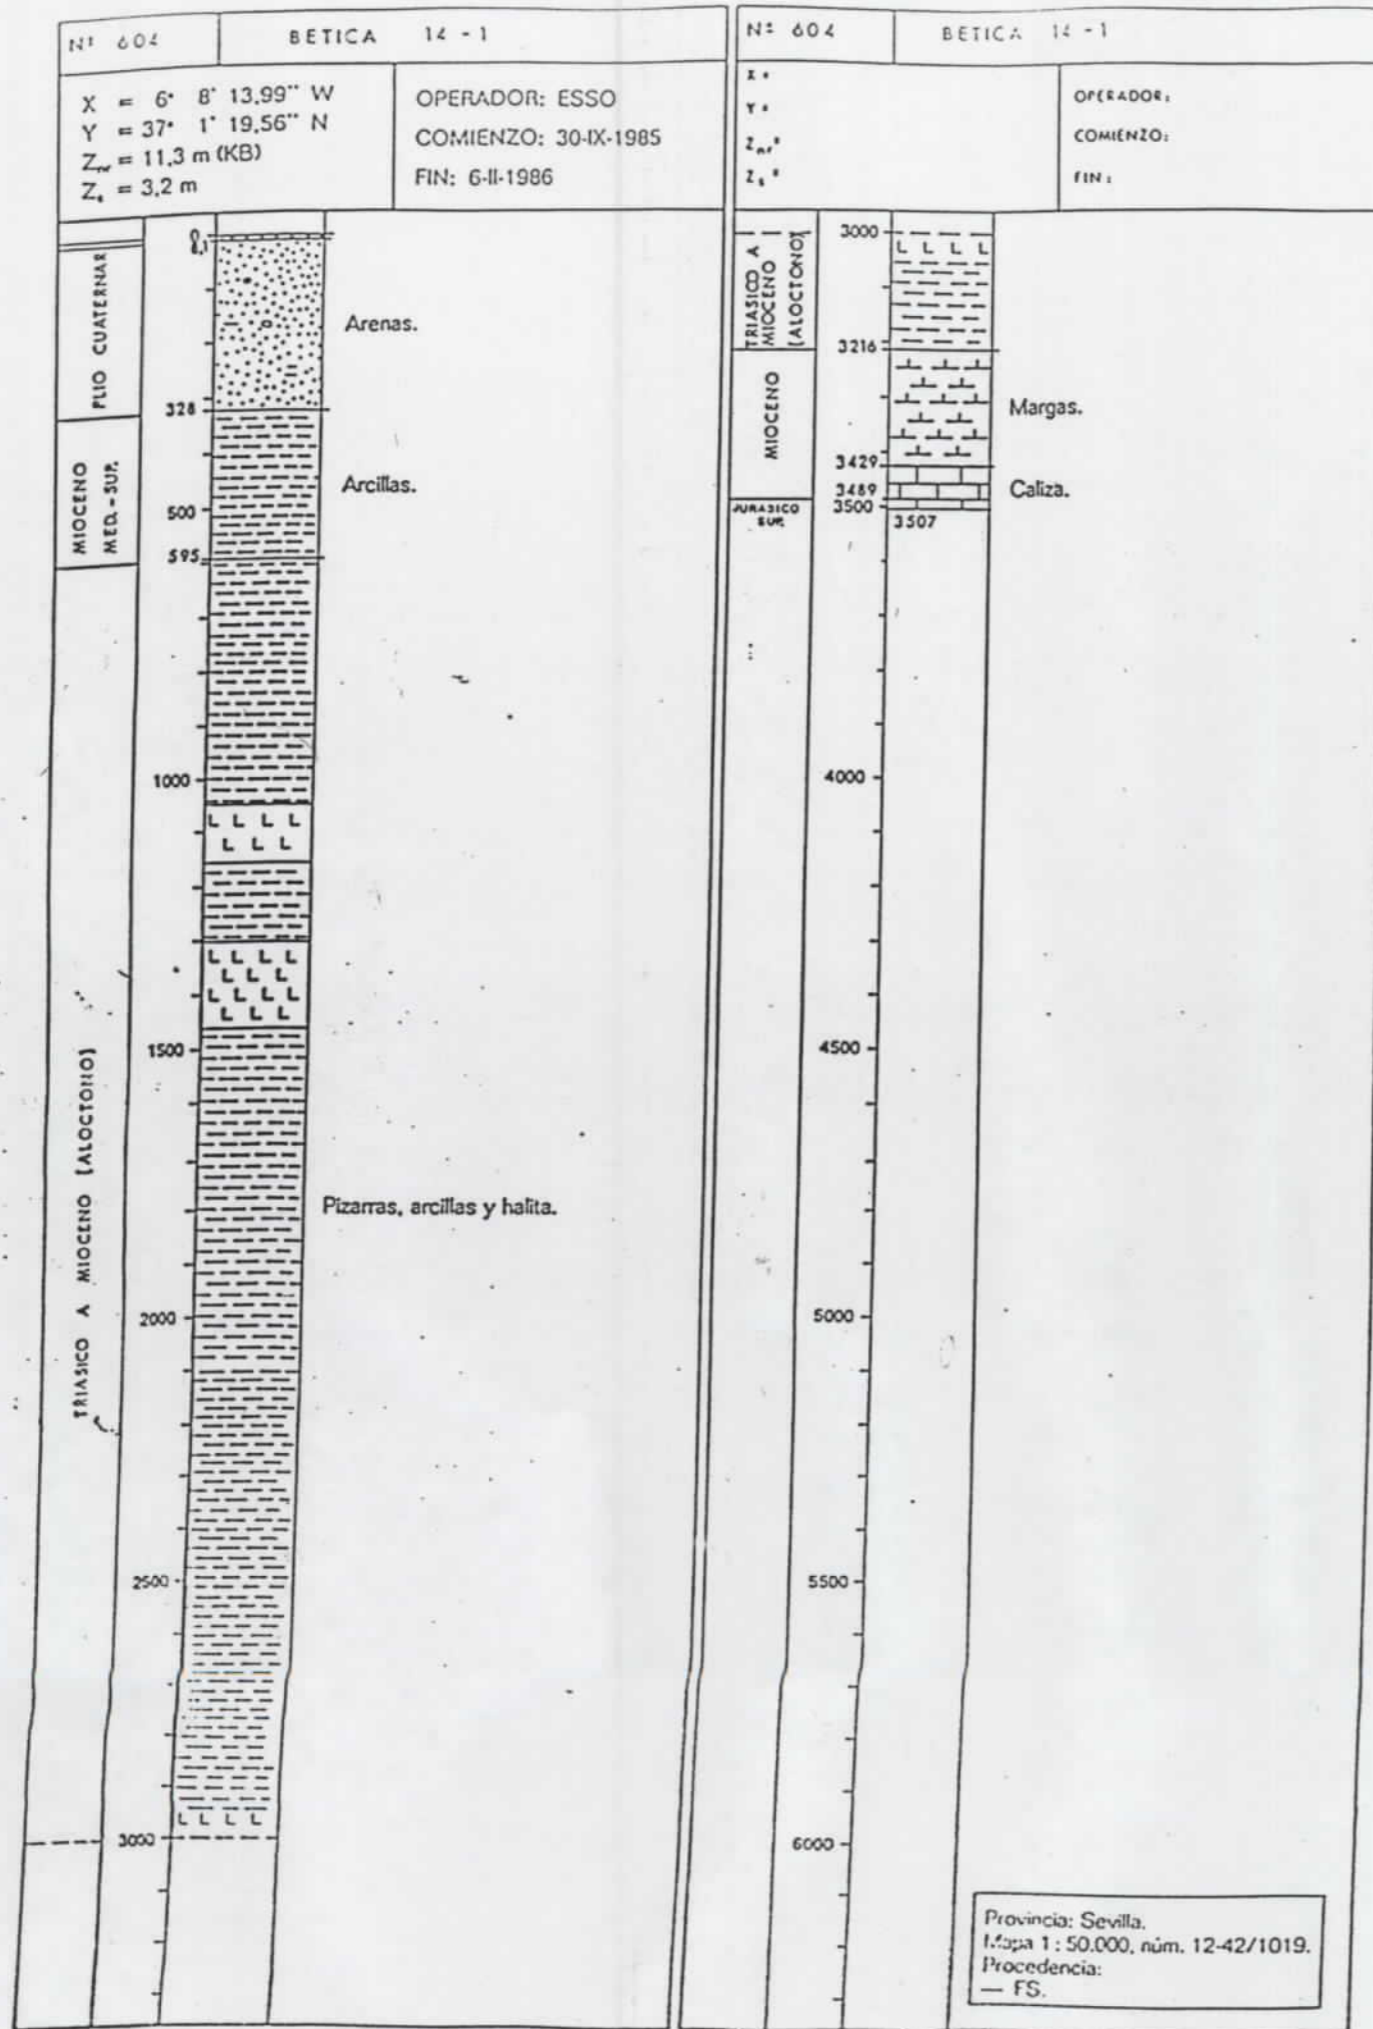 Nº 604
BETICA 14 - 1
X = 6° 8' 13,99" W
Y = 37° 1' 19,56" N
Z = 11,3 m (KB)
Zs = 3,2 m
OPERADOR: ESSO
COMIENZO: 30-IX-1985
FIN: 6-II-1986
PLIO CUATERNAR
MIOCENO
MED.-SUP.
TRIASICO A MIOCENO (ALOCTONO)
0
8,1
328
500
595
1000
1500
2000
2500
3000
Arenas.
Arcillas.
Pizarras, arcillas y halita.
Nº 604
BETICA 14 - 1
X =
Y =
Znr =
Zs =
OPERADOR:
COMIENZO:
FIN:
TRIASICO A
MIOCENO
(ALOCTONO)
MIOCENO
JURASICO
SUP.
3000
3216
3429
3489
3500
3507
4000
4500
5000
5500
6000
Margas.
Caliza.
Provincia: Sevilla.
Mapa 1 : 50.000, núm. 12-42/1019.
Procedencia:
— FS.